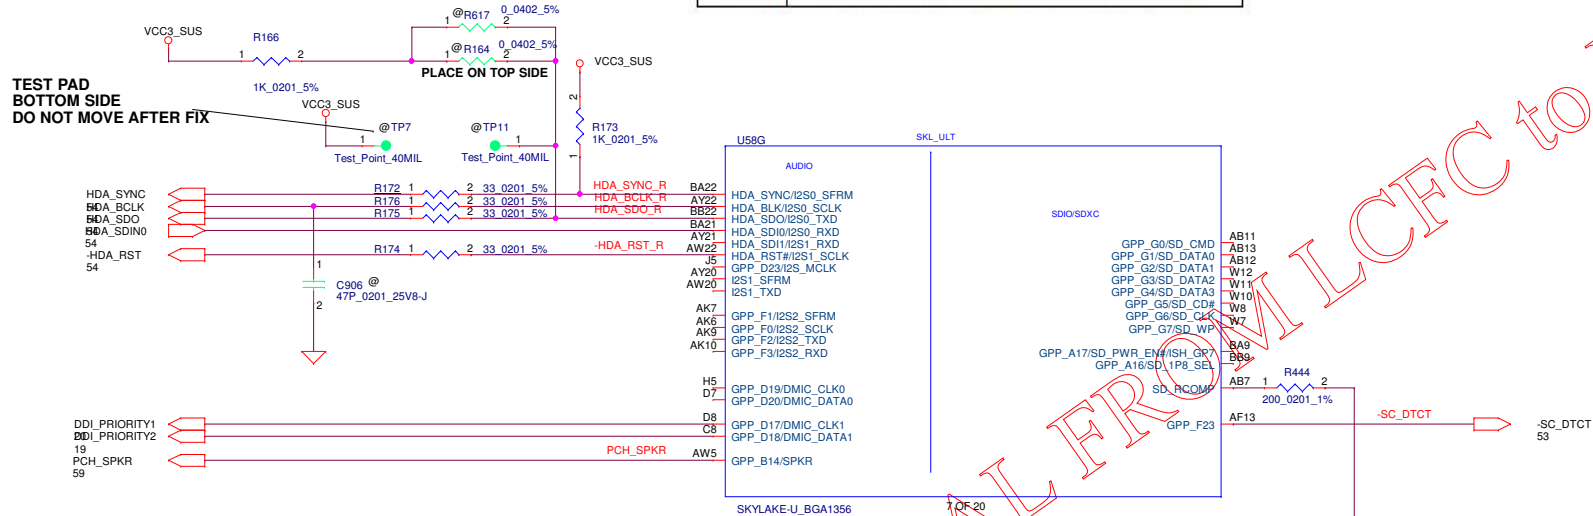 @R617 0_0402_5%
1 2
VCC3_SUS
R166
1 2
@R164 0_0402_5%
1 2
PLACE ON TOP SIDE
VCC3_SUS
1K_0201_5%
TEST PAD
BOTTOM SIDE
DO NOT MOVE AFTER FIX
VCC3_SUS
@TP7
1
Test_Point_40MIL
@TP11
1
Test_Point_40MIL
2
R173
1K_0201_5%
1
U58G
SKL_ULT
AUDIO
SDIO/SDXC
HDA_SYNC
R172 1 2 33_0201_5% HDA_SYNC_R BA22 HDA_SYNC/I2S0_SFRM
HDA_BCLK
R176 1 2 33_0201_5% HDA_BCLK_R AY22 HDA_BLK/I2S0_SCLK
HDA_SDO
R175 1 2 33_0201_5% HDA_SDO_R BB22 HDA_SDO/I2S0_TXD
HDA_SDIN0
54
BA21 HDA_SDI0/I2S0_RXD
AY21 HDA_SDI1/I2S1_RXD
-HDA_RST
54
R174 1 2 33_0201_5% -HDA_RST_R AW22 HDA_RST#/I2S1_SCLK
J5 GPP_D23/I2S_MCLK
AY20 I2S1_SFRM
AW20 I2S1_TXD
1
C906 @
47P_0201_25V8-J
2
AK7 GPP_F1/I2S2_SFRM
AK6 GPP_F0/I2S2_SCLK
AK9 GPP_F2/I2S2_TXD
AK10 GPP_F3/I2S2_RXD
H5 GPP_D19/DMIC_CLK0
D7 GPP_D20/DMIC_DATA0
DDI_PRIORITY1
D8 GPP_D17/DMIC_CLK1
DDI_PRIORITY2
19
C8 GPP_D18/DMIC_DATA1
PCH_SPKR
59
PCH_SPKR AW5 GPP_B14/SPKR
GPP_G0/SD_CMD AB11
GPP_G1/SD_DATA0 AB13
GPP_G2/SD_DATA1 AB12
GPP_G3/SD_DATA2 W12
GPP_G4/SD_DATA3 W11
GPP_G5/SD_CD# W10
GPP_G6/SD_CLK W8
GPP_G7/SD_WP W7
GPP_A17/SD_PWR_EN#/ISH_GP7 BA9
GPP_A16/SD_1P8_SEL BB9
SD_RCOMP AB7 1 R444 2
200_0201_1%
GPP_F23 AF13 -SC_DTCT
-SC_DTCT
53
SKYLAKE-U_BGA1356
7 OF 20
L FROM LCFC to